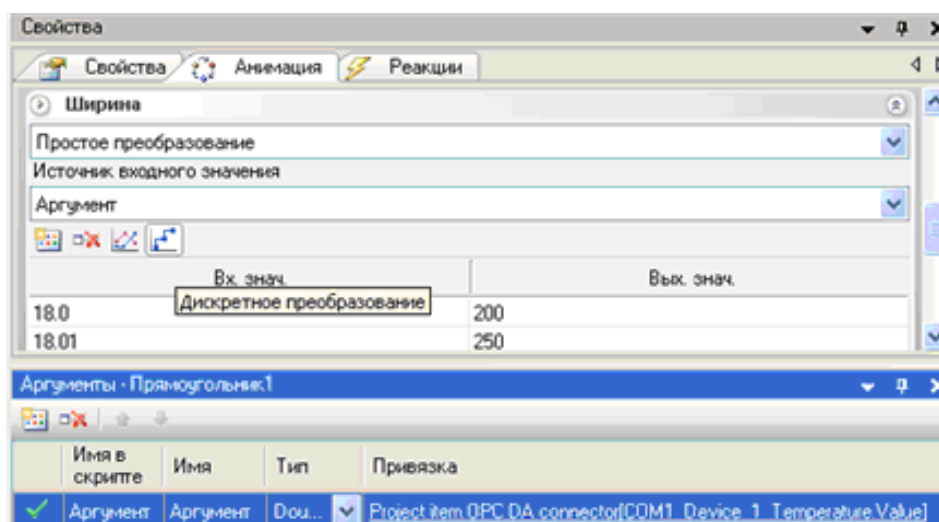 Свойства
Свойства Анимация Реакции
Ширина
Простое преобразование
Источник входного значения
Аргумент
Вх. знач. Вых. знач.
Дискретное преобразование
18.0 200
18.01 250
Аргументы - Прямоугольник1
Имя в скрипте Имя Тип Привязка
Аргумент Аргумент Dou... Project item.OPC DA connector[COM1_Device_1_Temperature.Value]